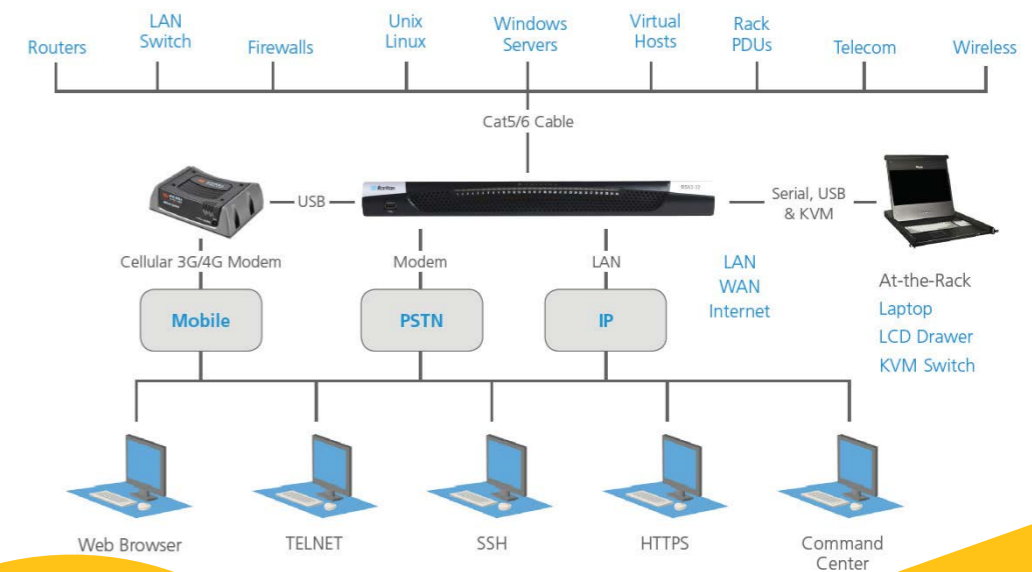 Routers
LAN
Switch
Firewalls
Unix
Linux
Windows
Servers
Virtual
Hosts
Rack
PDUs
Telecom
Wireless
Cat5/6 Cable
USB
Raritan
Serial, USB
& KVM
Cellular 3G/4G Modem
Modem
LAN
LAN
WAN
Internet
At-the-Rack
Laptop
LCD Drawer
KVM Switch
Mobile
PSTN
IP
Web Browser
TELNET
SSH
HTTPS
Command
Center